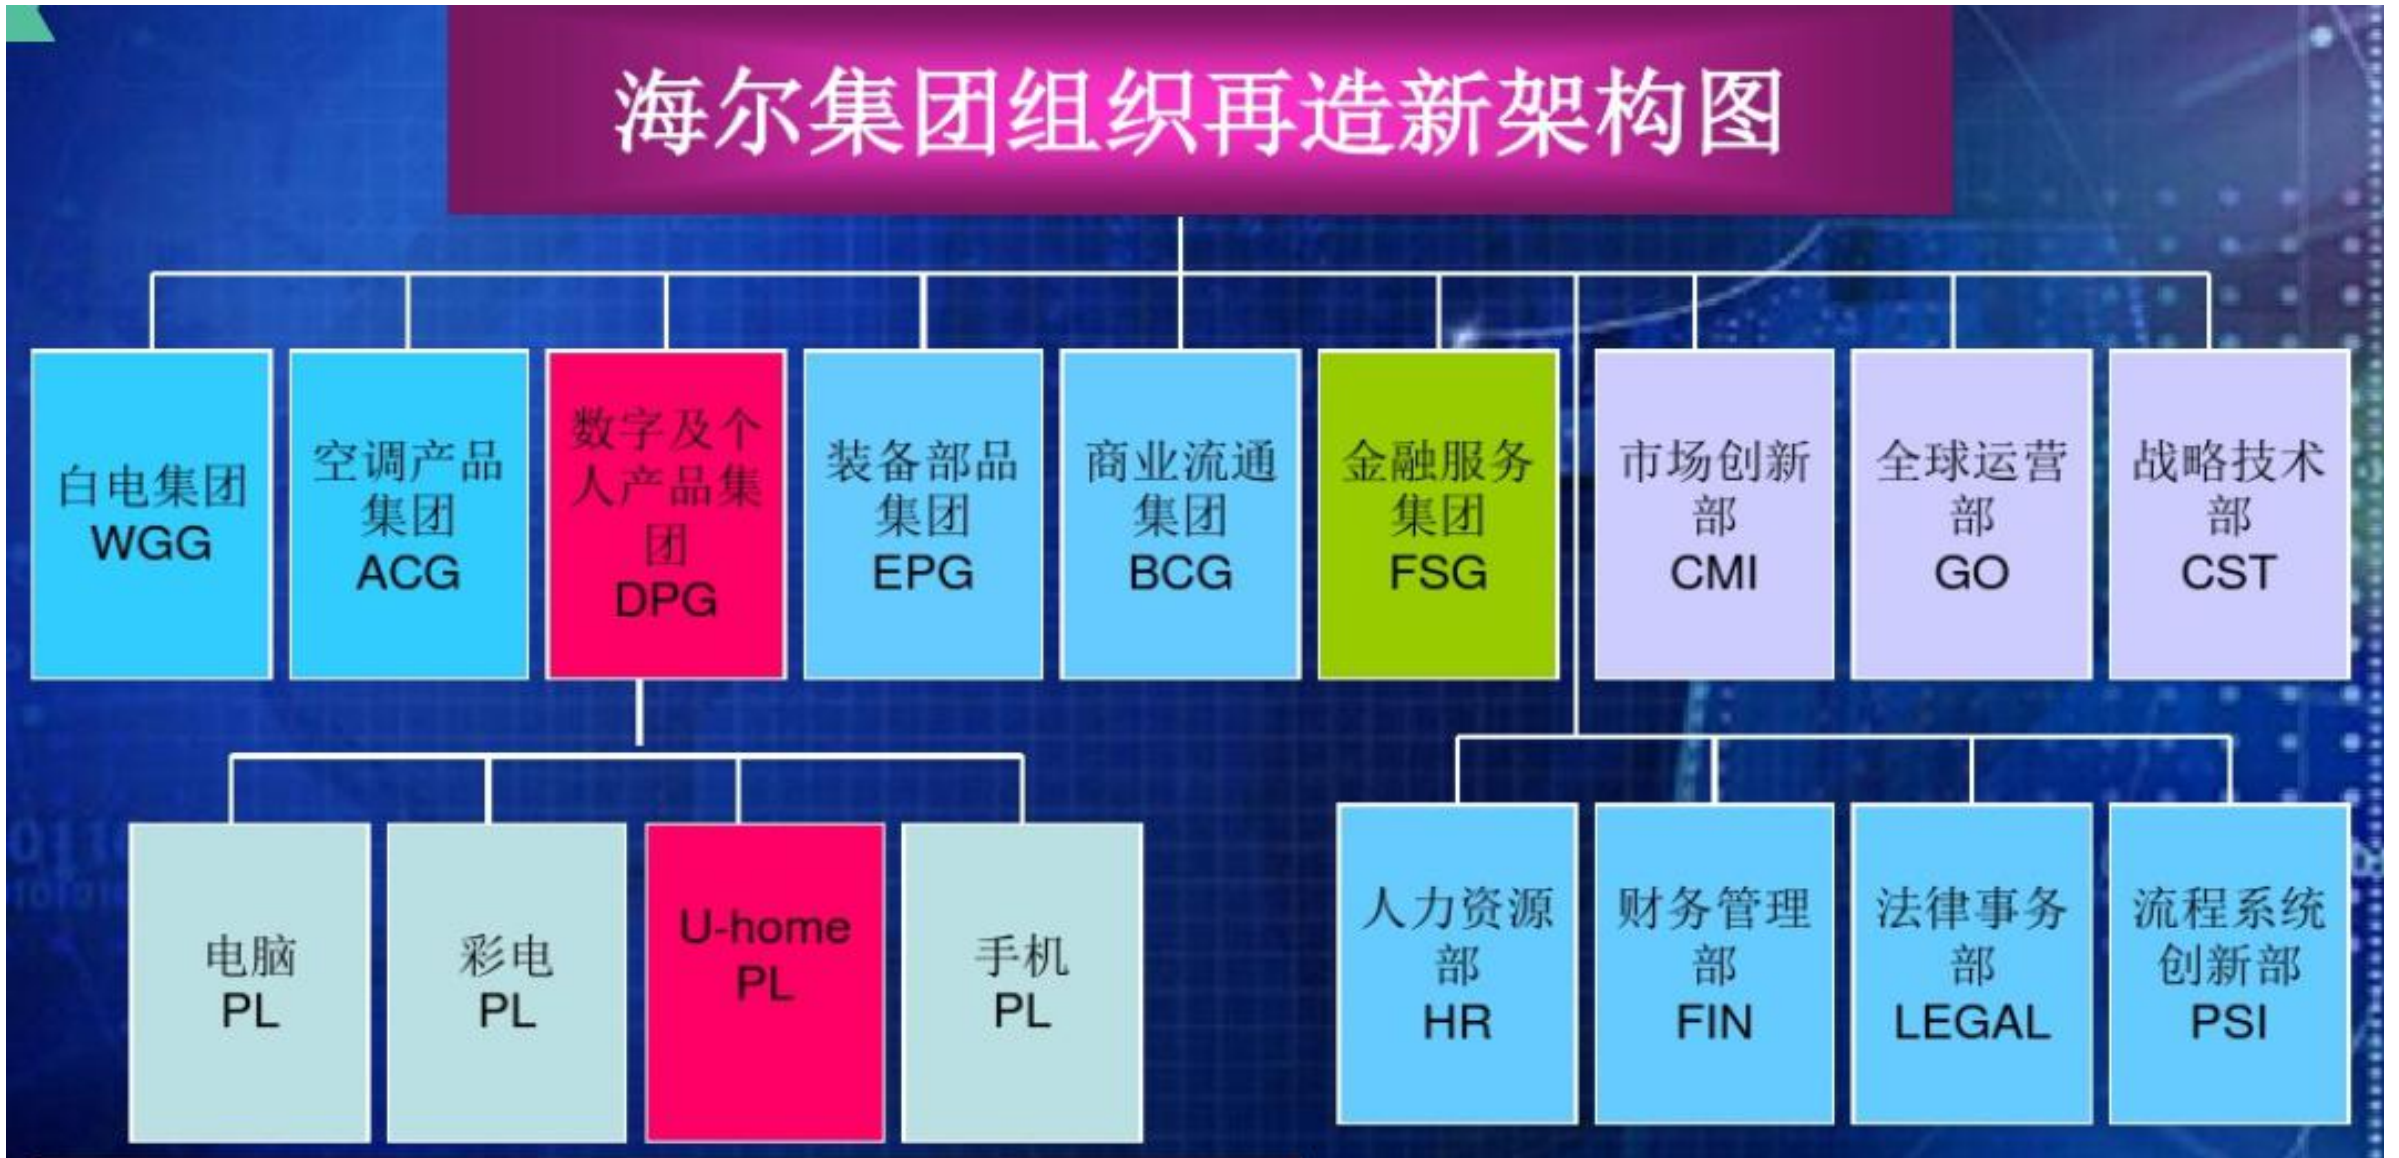 海尔集团组织再造新架构图
白电集团
WGG
空调产品
集团
ACG
数字及个
人产品集
团
DPG
装备部品
集团
EPG
商业流通
集团
BCG
金融服务
集团
FSG
市场创新
部
CMI
全球运营
部
GO
战略技术
部
CST
电脑
PL
彩电
PL
U-home
PL
手机
PL
人力资源
部
HR
财务管理
部
FIN
法律事务
部
LEGAL
流程系统
创新部
PSI